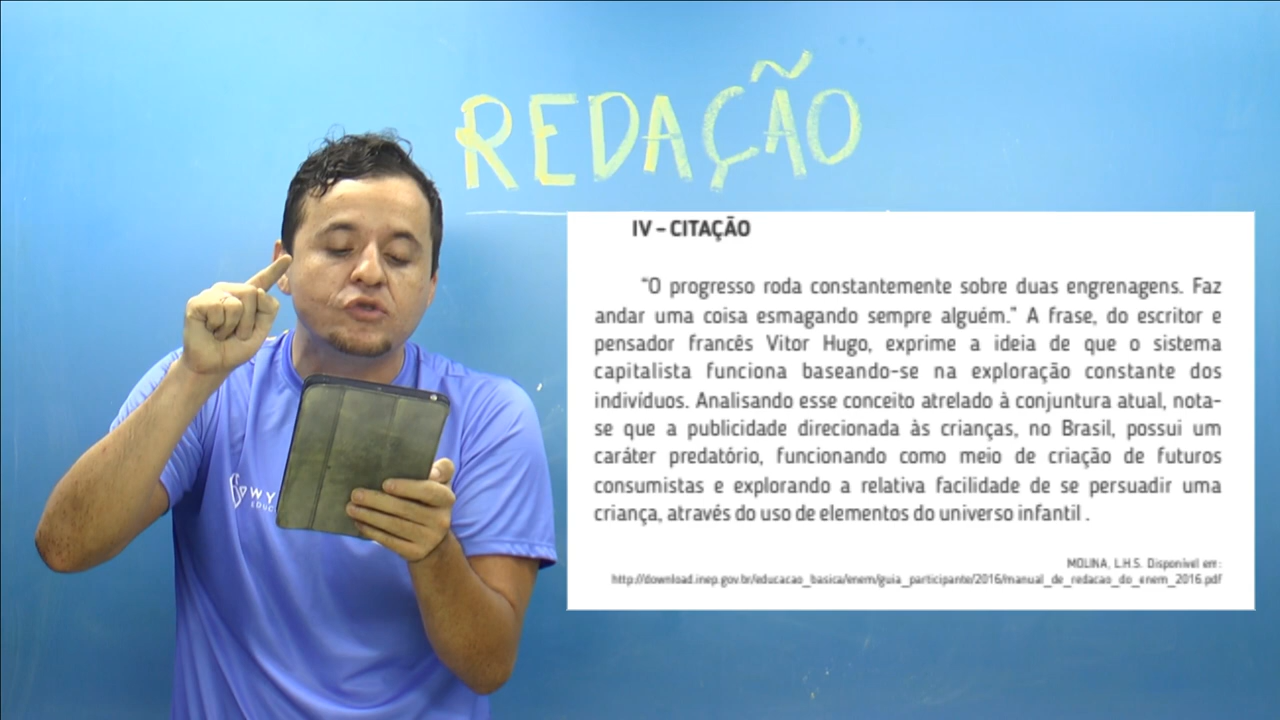 REDAÇÃO
IV – CITAÇÃO
"O progresso roda constantemente sobre duas engrenagens. Faz
andar uma coisa esmagando sempre alguém." A frase, do escritor e
pensador francês Vitor Hugo, exprime a ideia de que o sistema
capitalista funciona baseando-se na exploração constante dos
indivíduos. Analisando esse conceito atrelado à conjuntura atual, nota-
se que a publicidade direcionada às crianças, no Brasil, possui um
caráter predatório, funcionando como meio de criação de futuros
consumistas e explorando a relativa facilidade de se persuadir uma
criança, através do uso de elementos do universo infantil .
MOLINA, L.H.S. Disponível em:
http://download.inep.gov.br/educacao_basica/enem/guia_participante/2016/manual_de_redacao_do_enem_2016.pdf